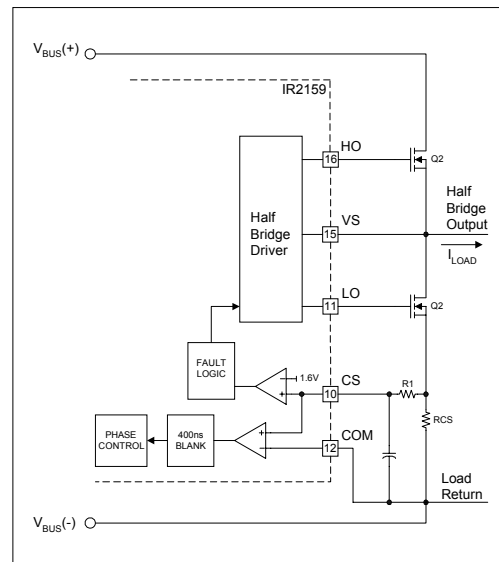 V_BUS(+)
IR2159
HO
16
Q2
Half
Bridge
Output
Half
Bridge
Driver
VS
15
I_LOAD
LO
11
Q2
FAULT
LOGIC
1.6V
CS
10
R1
RCS
PHASE
CONTROL
400ns
BLANK
COM
12
Load
Return
V_BUS(-)